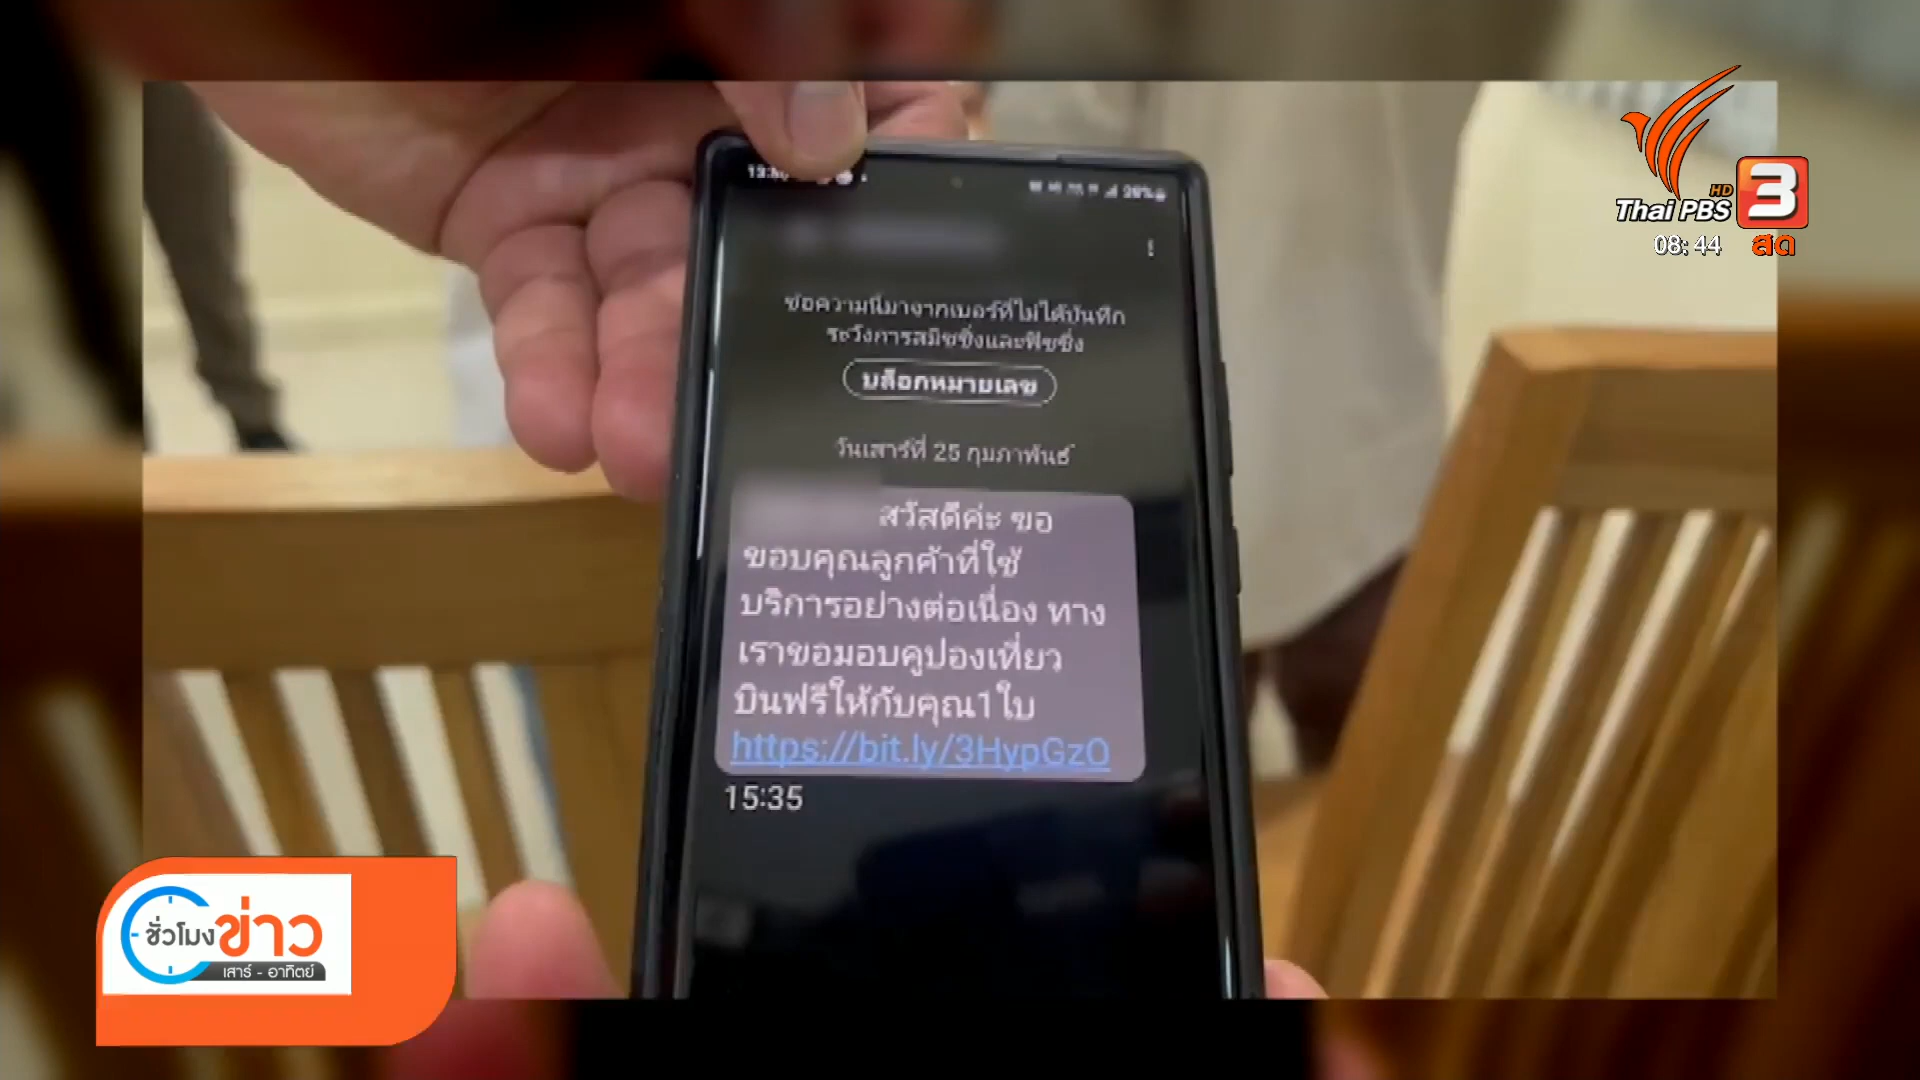 Thai PBS HD 3
08:44 สด
ข้อความนี้มาจากเบอร์ที่ไม่ได้บันทึก
ระวังการสมิชชิ่งและฟิชชิ่ง
บล็อกหมายเลข
วันเสาร์ที่ 25 กุมภาพันธ์
สวัสดีค่ะ ขอ
ขอบคุณลูกค้าที่ใช้
บริการอย่างต่อเนื่อง ทาง
เราขอมอบคูปองเที่ยว
บินฟรีให้กับคุณ1ใบ
https://bit.ly/3HypGzO
15:35
ชั่วโมงข่าว
เสาร์ - อาทิตย์